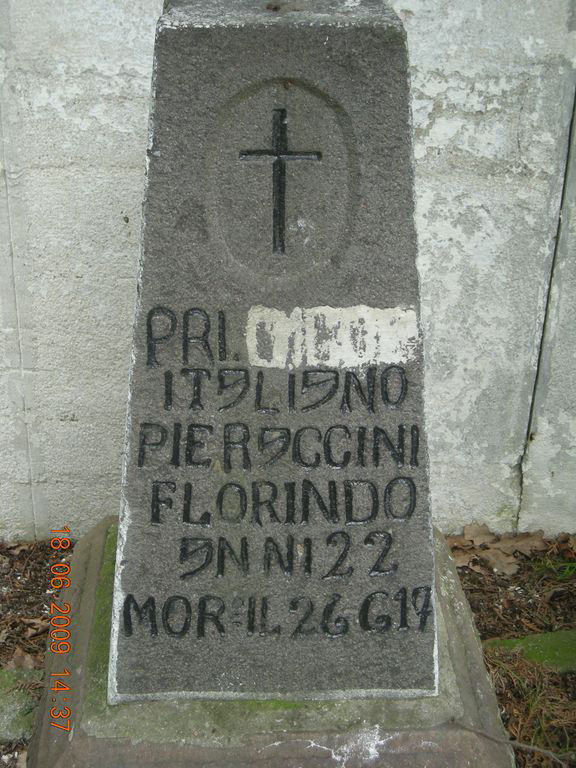 PRI.
ITALIANO
PIERACCINI
FLORINDO
ANNI 22
MOR. IL 26 G 17
18.06.2009 14:37